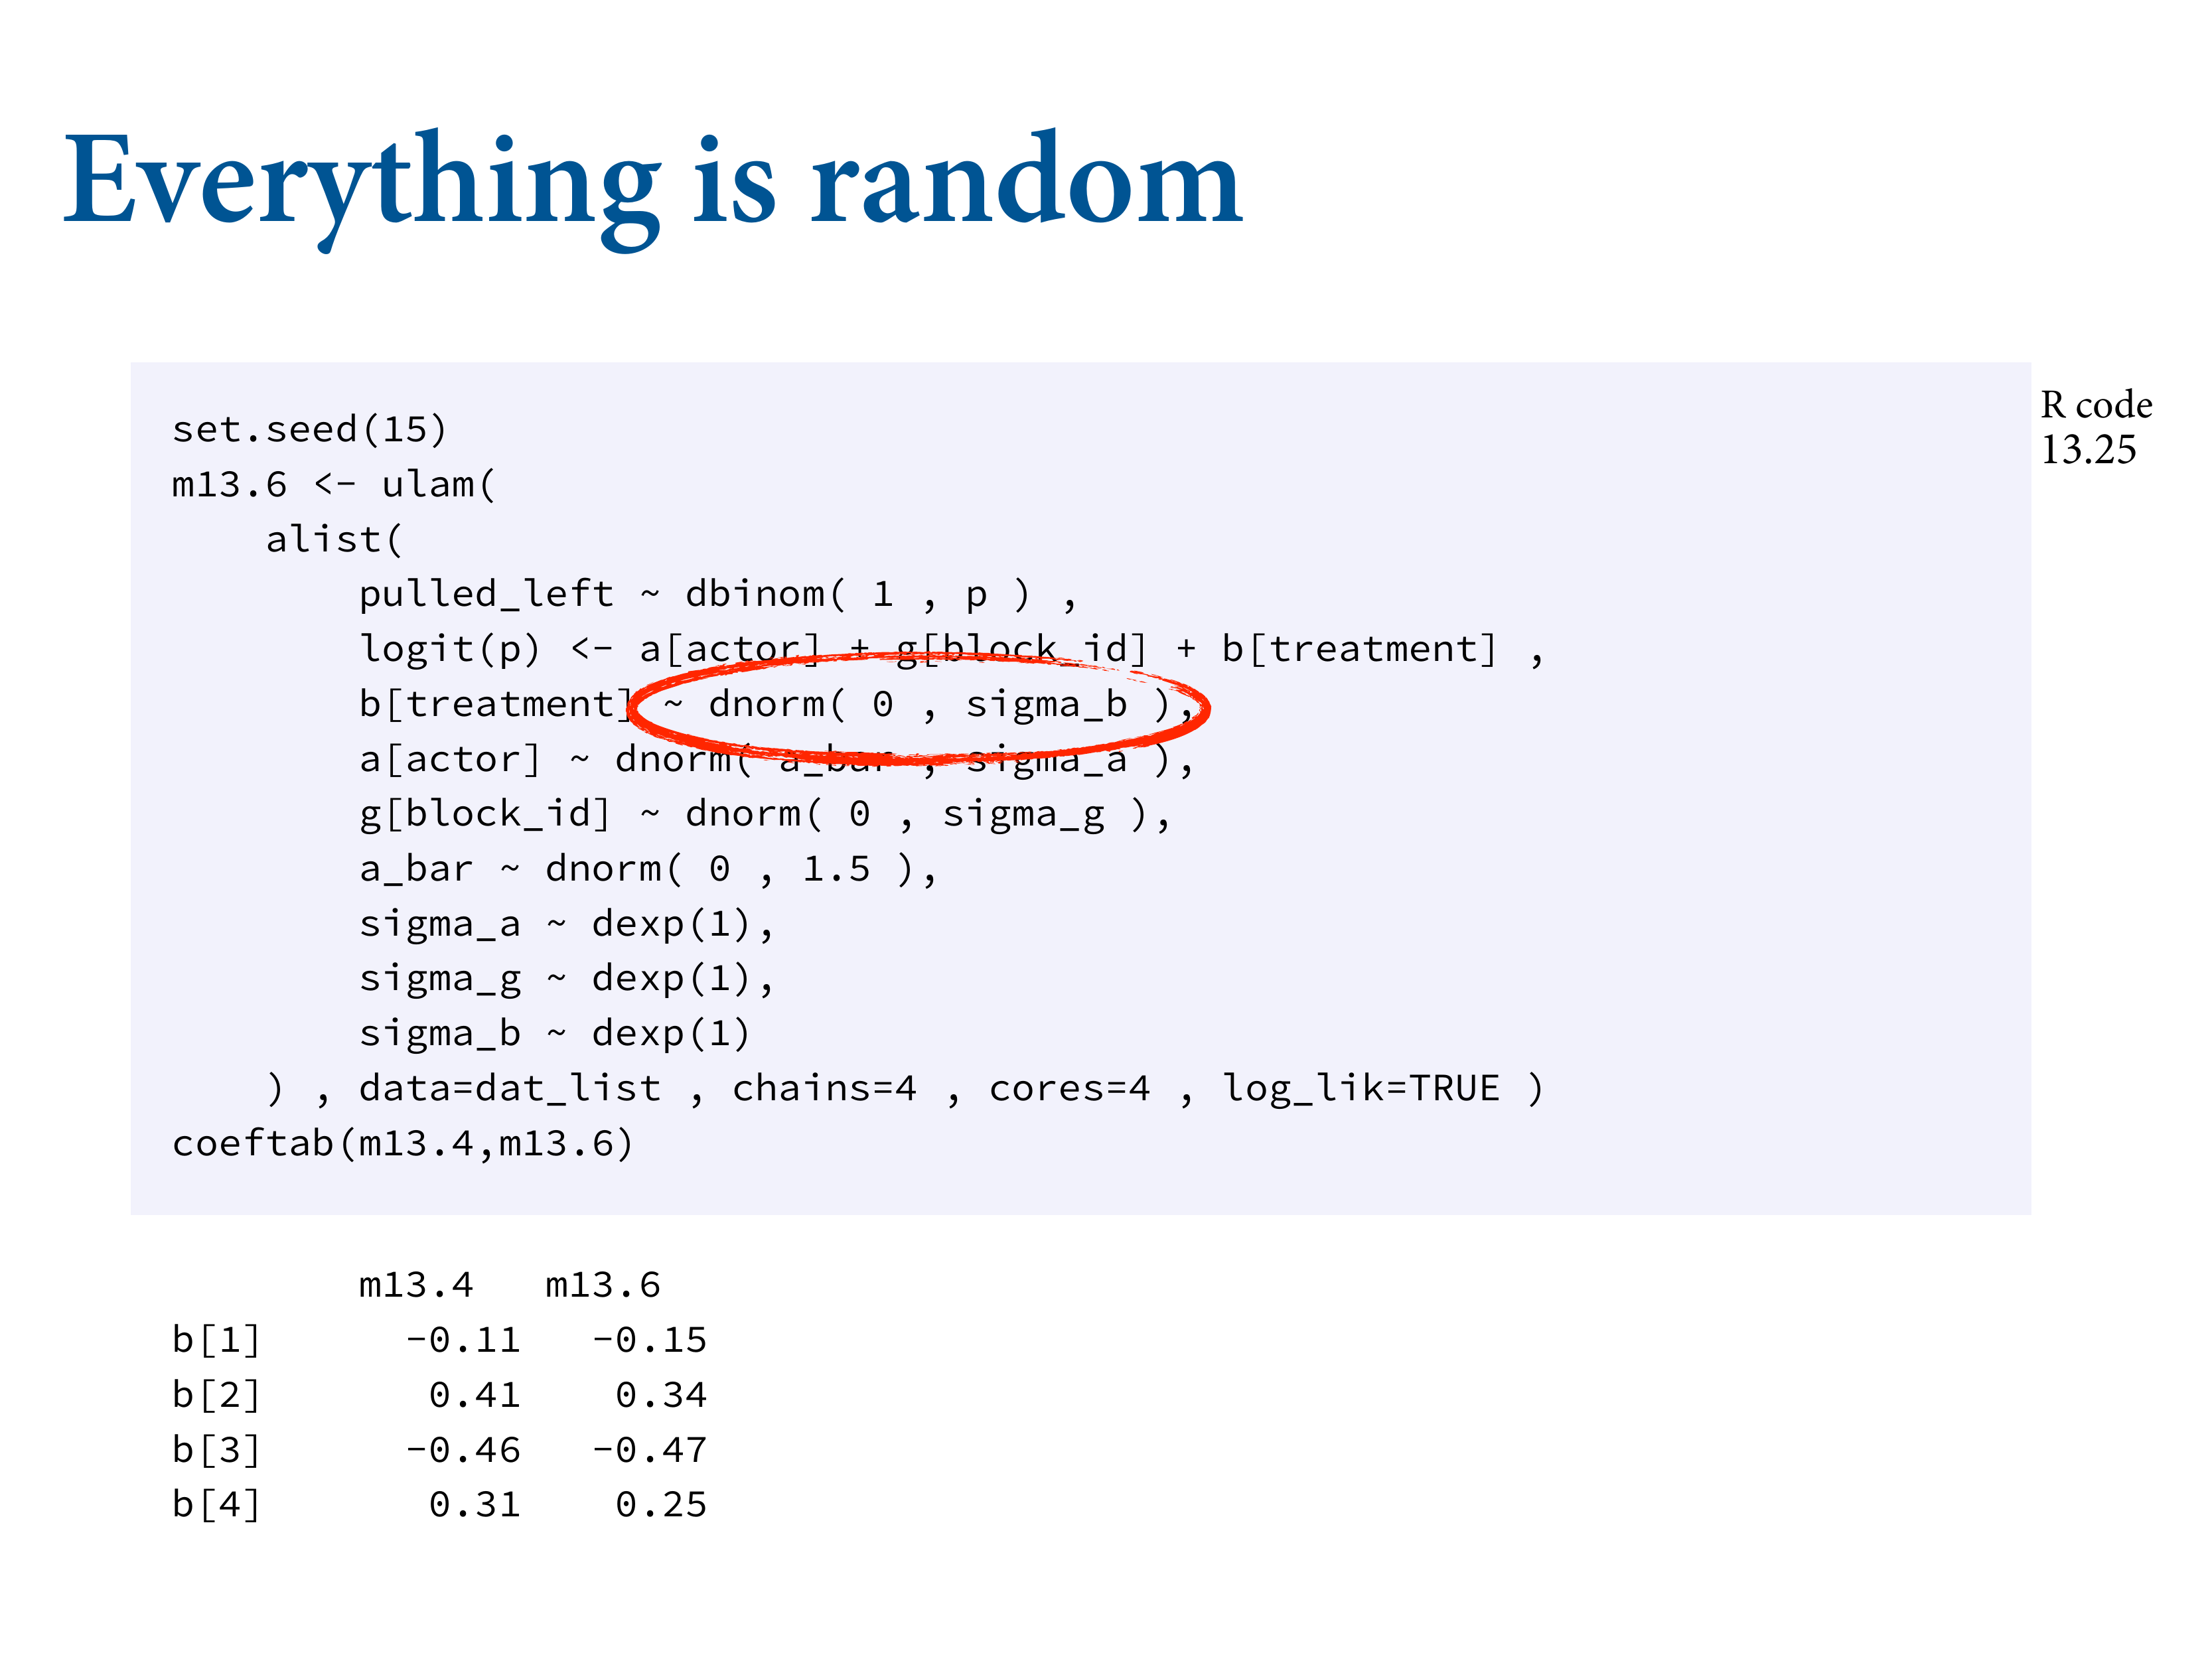 Everything is random
R code
13.25
set.seed(15)
m13.6 <- ulam(
    alist(
        pulled_left ~ dbinom( 1 , p ) ,
        logit(p) <- a[actor] + g[block_id] + b[treatment] ,
        b[treatment] ~ dnorm( 0 , sigma_b ),
        a[actor] ~ dnorm( a_bar , sigma_a ),
        g[block_id] ~ dnorm( 0 , sigma_g ),
        a_bar ~ dnorm( 0 , 1.5 ),
        sigma_a ~ dexp(1),
        sigma_g ~ dexp(1),
        sigma_b ~ dexp(1)
    ) , data=dat_list , chains=4 , cores=4 , log_lik=TRUE )
coeftab(m13.4,m13.6)
        m13.4   m13.6
b[1]      -0.11   -0.15
b[2]       0.41    0.34
b[3]      -0.46   -0.47
b[4]       0.31    0.25